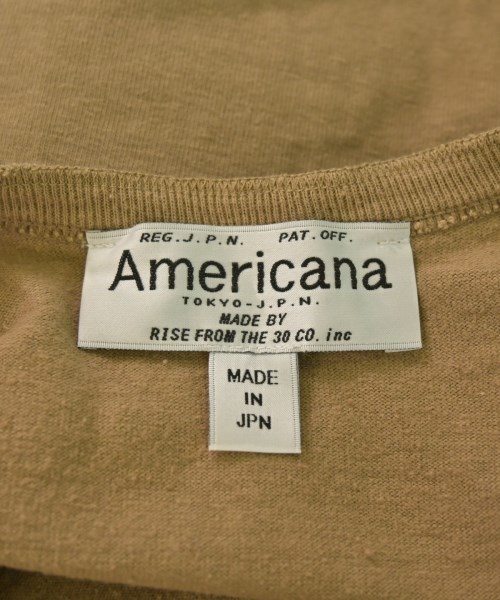 REG.J.P.N. PAT.OFF.
Americana
TOKYO-J.P.N.
MADE BY
RISE FROM THE 30 CO. inc
MADE
IN
JPN